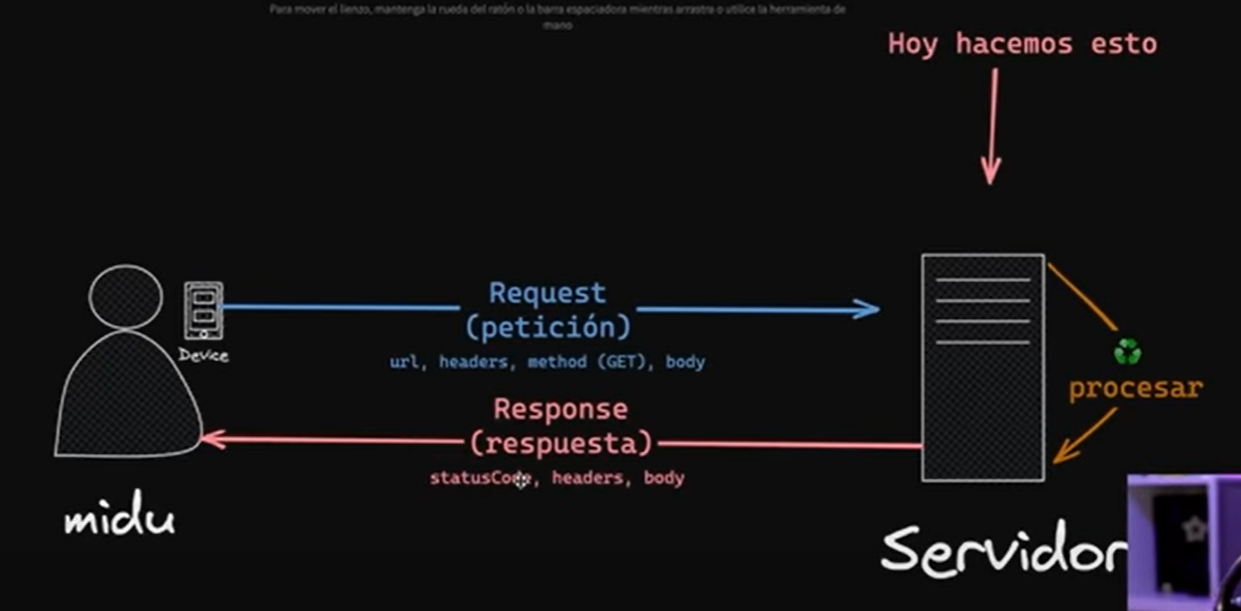 Para mover el lienzo, mantenga la rueda del ratón o la barra espaciadora mientras arrastra o utilice la herramienta de
mano
Hoy hacemos esto
Request
(petición)
url, headers, method (GET), body
Device
procesar
Response
(respuesta)
statusCode, headers, body
midu
Servidor